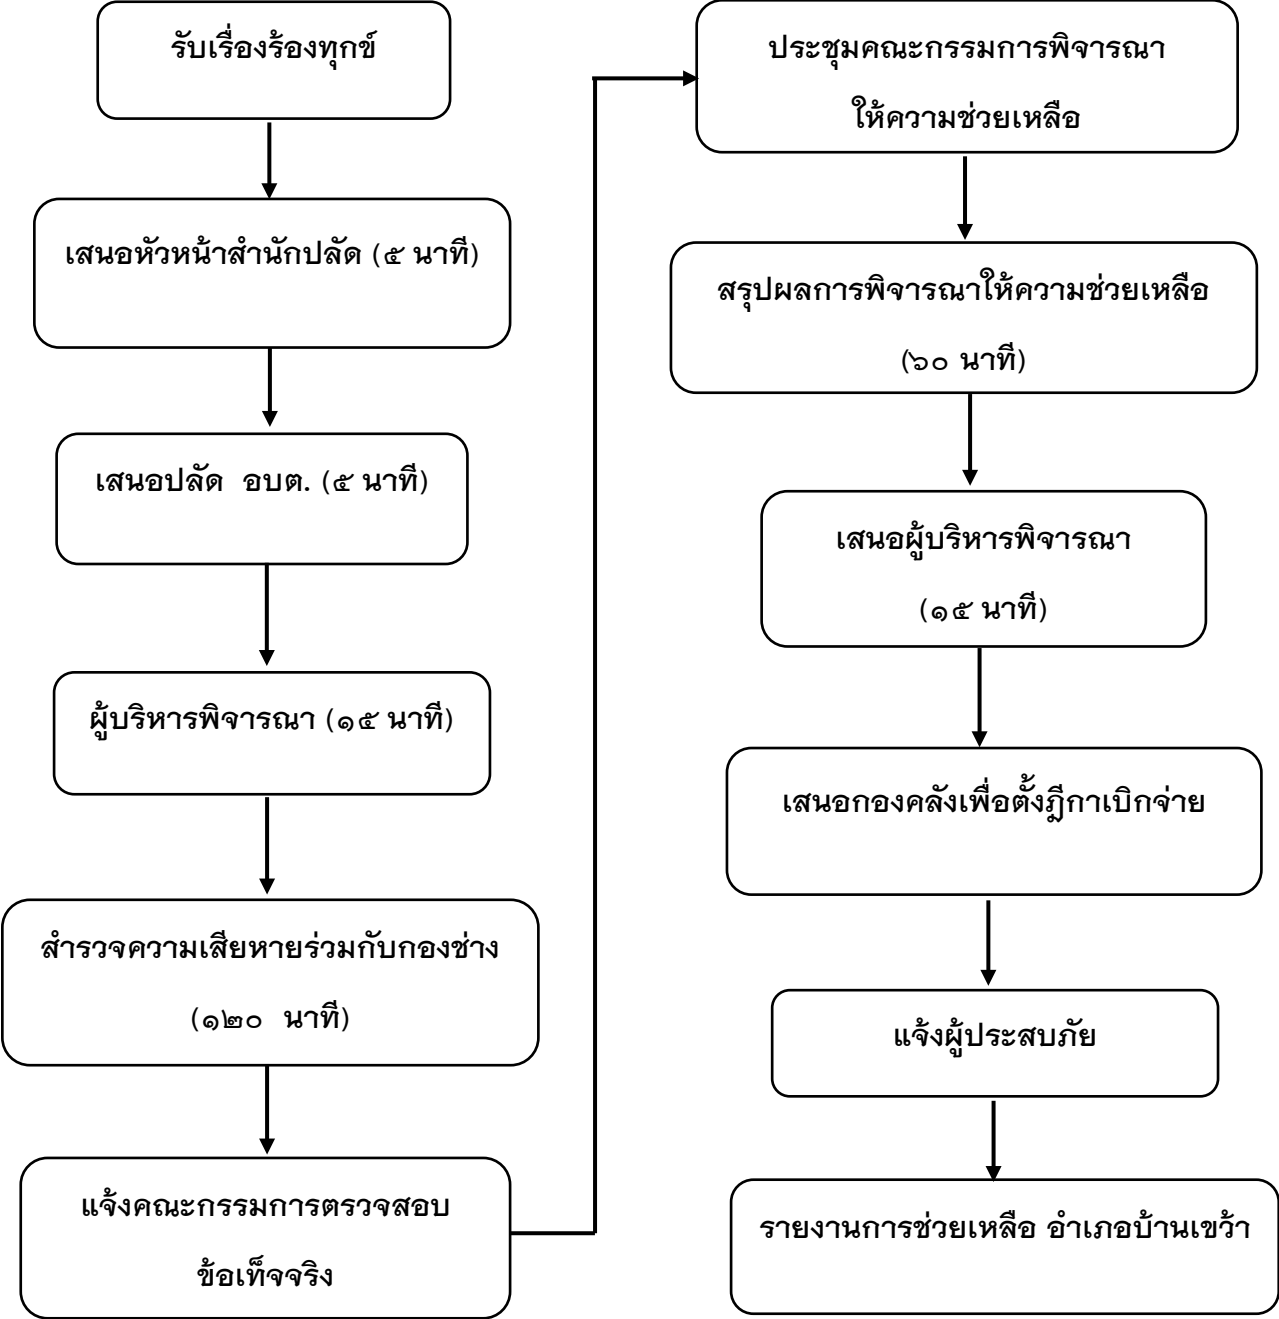 รับเรื่องร้องทุกข์
เสนอหัวหน้าสำนักปลัด (๕ นาที)
เสนอปลัด  อบต. (๕ นาที)
ผู้บริหารพิจารณา (๑๕ นาที)
สำรวจความเสียหายร่วมกับกองช่าง
(๑๒๐  นาที)
แจ้งคณะกรรมการตรวจสอบ
ข้อเท็จจริง
ประชุมคณะกรรมการพิจารณา
ให้ความช่วยเหลือ
สรุปผลการพิจารณาให้ความช่วยเหลือ
(๖๐ นาที)
เสนอผู้บริหารพิจารณา
(๑๕ นาที)
เสนอกองคลังเพื่อตั้งฎีกาเบิกจ่าย
แจ้งผู้ประสบภัย
รายงานการช่วยเหลือ อำเภอบ้านเขว้า